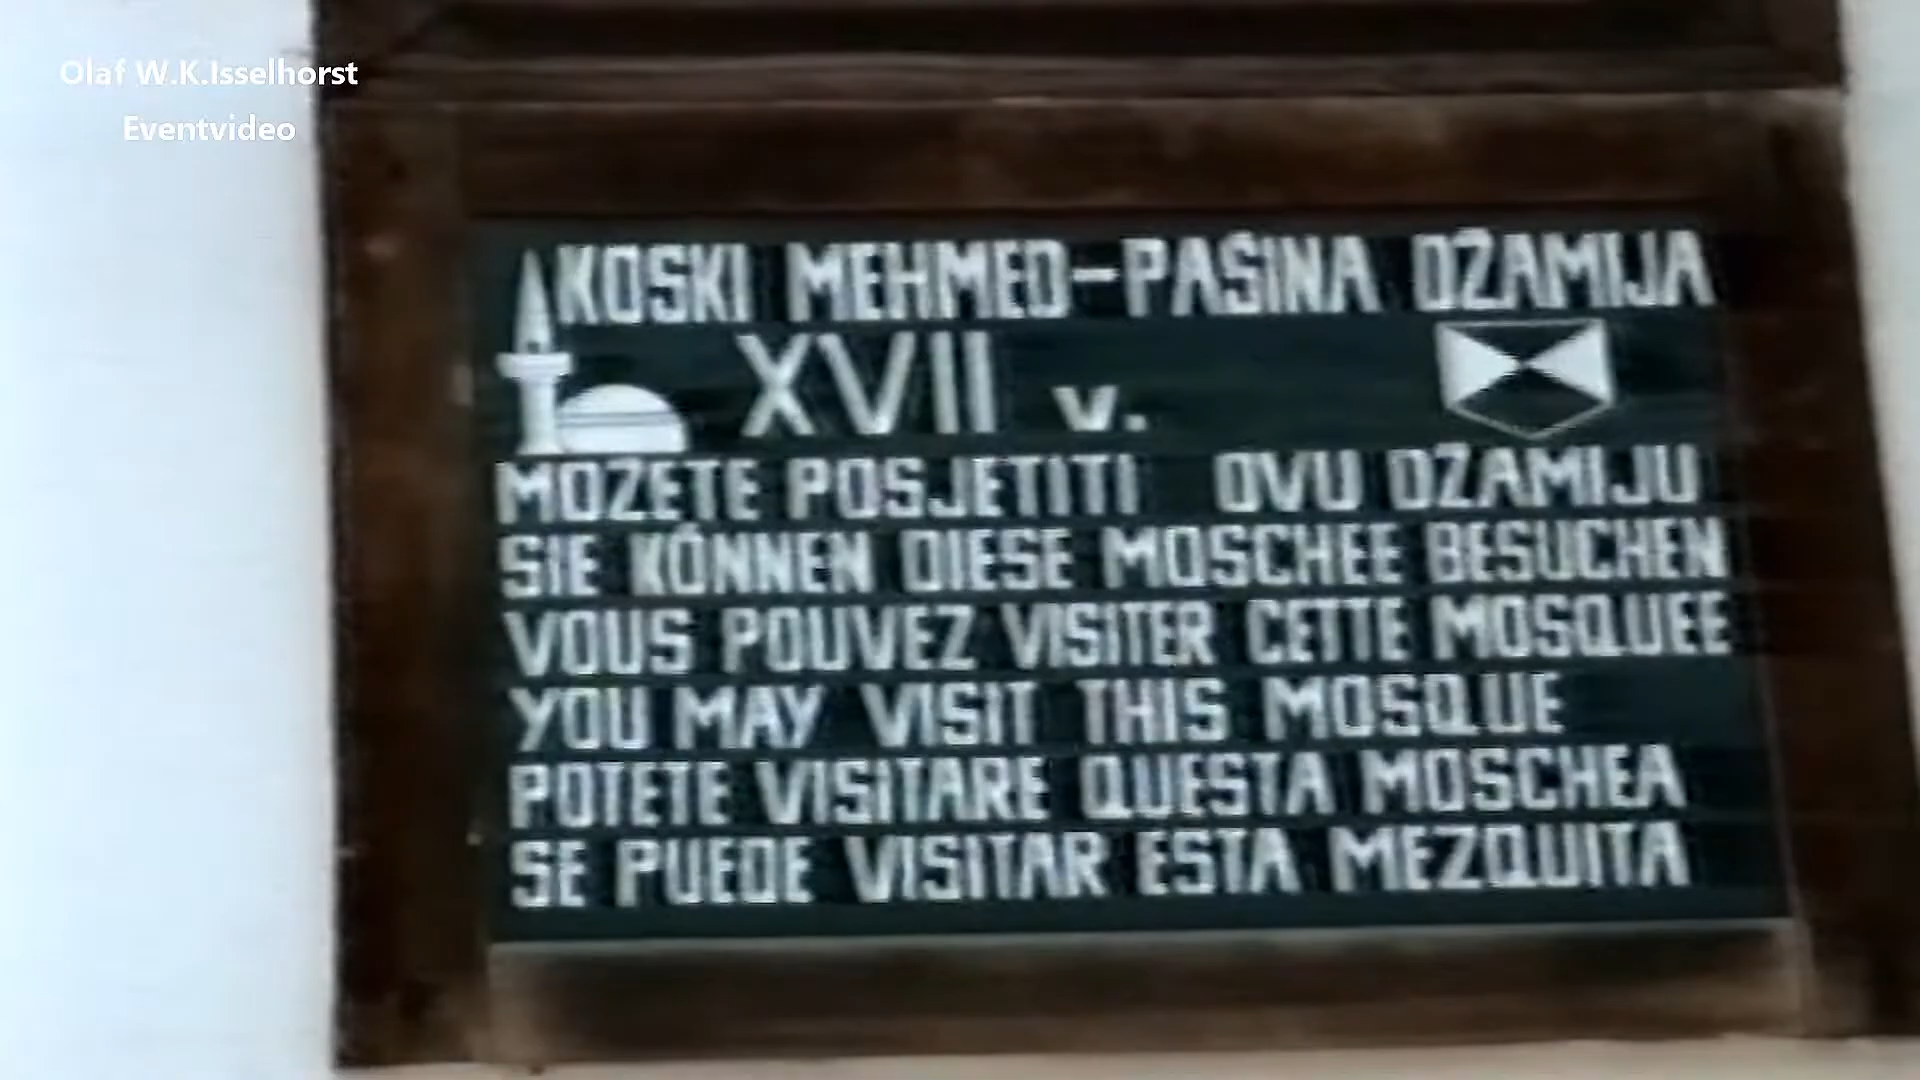 Olaf W.K.Isselhorst
Eventvideo
KOSKI MEHMED-PAŠINA DŽAMIJA
XVII v.
MOŽETE POSJETITI OVU DŽAMIJU
SIE KÖNNEN DIESE MOSCHEE BESUCHEN
VOUS POUVEZ VISITER CETTE MOSQUEE
YOU MAY VISIT THIS MOSQUE
POTETE VISITARE QUESTA MOSCHEA
SE PUEDE VISITAR ESTA MEZQUITA